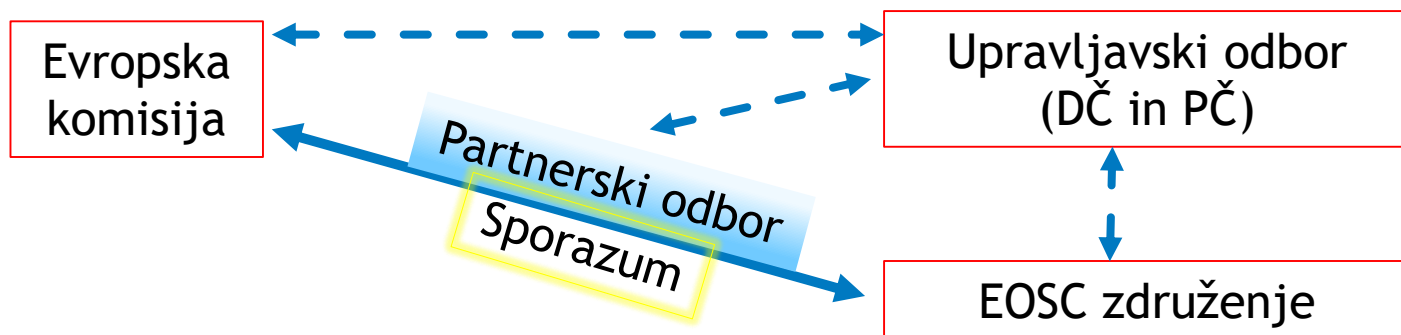 Evropska
komisija
Upravljavski odbor
(DČ in PČ)
Partnerski odbor
Sporazum
EOSC združenje